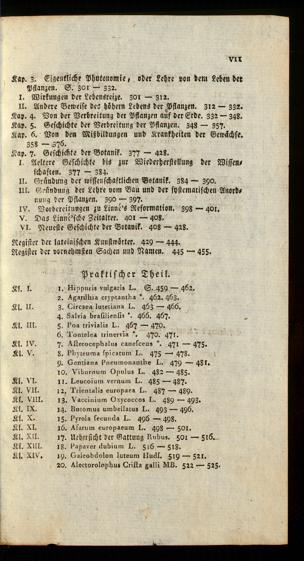 VII
Kap. 3. Eigentliche Phytonomie, oder Lehre von dem Leben der
Pflanzen. S. 301 — 332.
I. Wirkungen der Lebensreize. 301 — 312.
II. Andere Beweise des höhern Lebens der Pflanzen. 312 — 332.
Kap. 4. Von der Verbreitung der Pflanzen auf der Erde. 332 — 348.
Kap. 5. Geschichte der Verbreitung der Pflanzen. 348 — 357.
Kap. 6. Von den Mißbildungen und Krankheiten der Gewächse.
358 — 376.
Kap. 7. Geschichte der Botanik. 377 — 428.
I. Aeltere Geschichte bis zur Wiederherstellung der Wissen-
schaften. 377 — 384.
II. Gründung der wissenschaftlichen Botanik. 384 — 390.
III. Gründung der Lehre vom Bau und der systematischen Anord-
nung der Pflanzen. 390 — 397.
IV. Vorbereitungen zu Linné's Reformation. 398 — 401.
V. Das Linné'sche Zeitalter. 401 — 408.
VI. Neueste Geschichte der Botanik. 408 — 428.
Register der lateinischen Kunstwörter. 429 — 444.
Register der vornehmsten Sachen und Namen. 445 — 455.
Praktischer Theil.
Kl. I. 1. Hippuris vulgaris L. S. 459 — 462.
2. Agardhia cryptantha *. 462. 463.
Kl. II. 3. Circaea lutetiana L. 463 — 466.
4. Salvia brasiliensis *. 466. 467.
Kl. III. 5. Poa trivialis L. 467 — 470.
6. Tontelea trinervia *. 470. 471.
Kl. IV. 7. Asterocephalus canescens *. 471 — 475.
Kl. V. 8. Phyteuma spicatum L. 475 — 478.
9. Gentiana Pneumonanthe L. 479 — 481.
10. Viburnum Opulus L. 482 — 485.
Kl. VI. 11. Leucoium vernum L. 485 — 487.
Kl. VII. 12. Trientalis europaea L. 487 — 489.
Kl. VIII. 13. Vaccinium Oxycoccos L. 489 — 493.
Kl. IX. 14. Butomus umbellatus L. 493 — 496.
Kl. X. 15. Pyrola secunda L. 496 — 498.
Kl. XI. 16. Asarum europaeum L. 498 — 501.
Kl. XII. 17. Uebersicht der Gattung Rubus. 501 — 516.
Kl. XIII. 18. Papaver dubium L. 516 — 518.
Kl. XIV. 19. Galeobdolon luteum Huds. 519 — 521.
20. Alectorolophus Crista galli MB. 522 — 525.